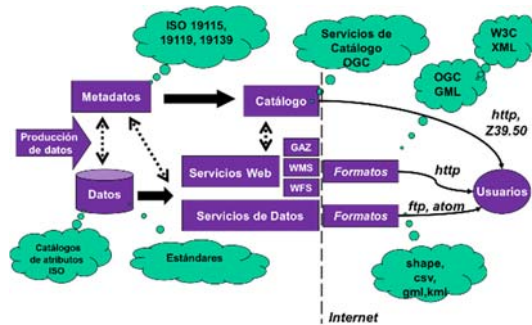 ISO 19115,
19119, 19139
Servicios de
Catálogo
OGC
W3C
XML
OGC
GML
Metadatos
Catálogo
http,
Z39.50
Producción
de datos
GAZ
WMS
WFS
Servicios Web
Formatos
http
Usuarios
Datos
Servicios de Datos
Formatos
ftp, atom
Catálogos
de atributos
ISO
Estándares
shape,
csv,
gml,kml
Internet